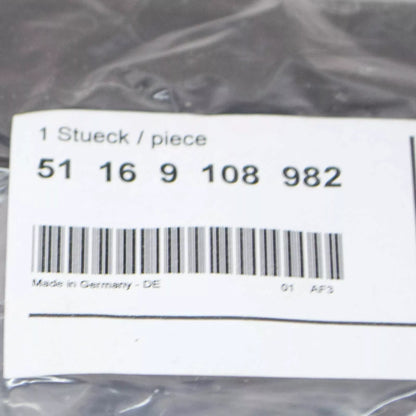 1 Stueck / piece
51 16 9 108 982
Made in Germany - DE 01 AF3